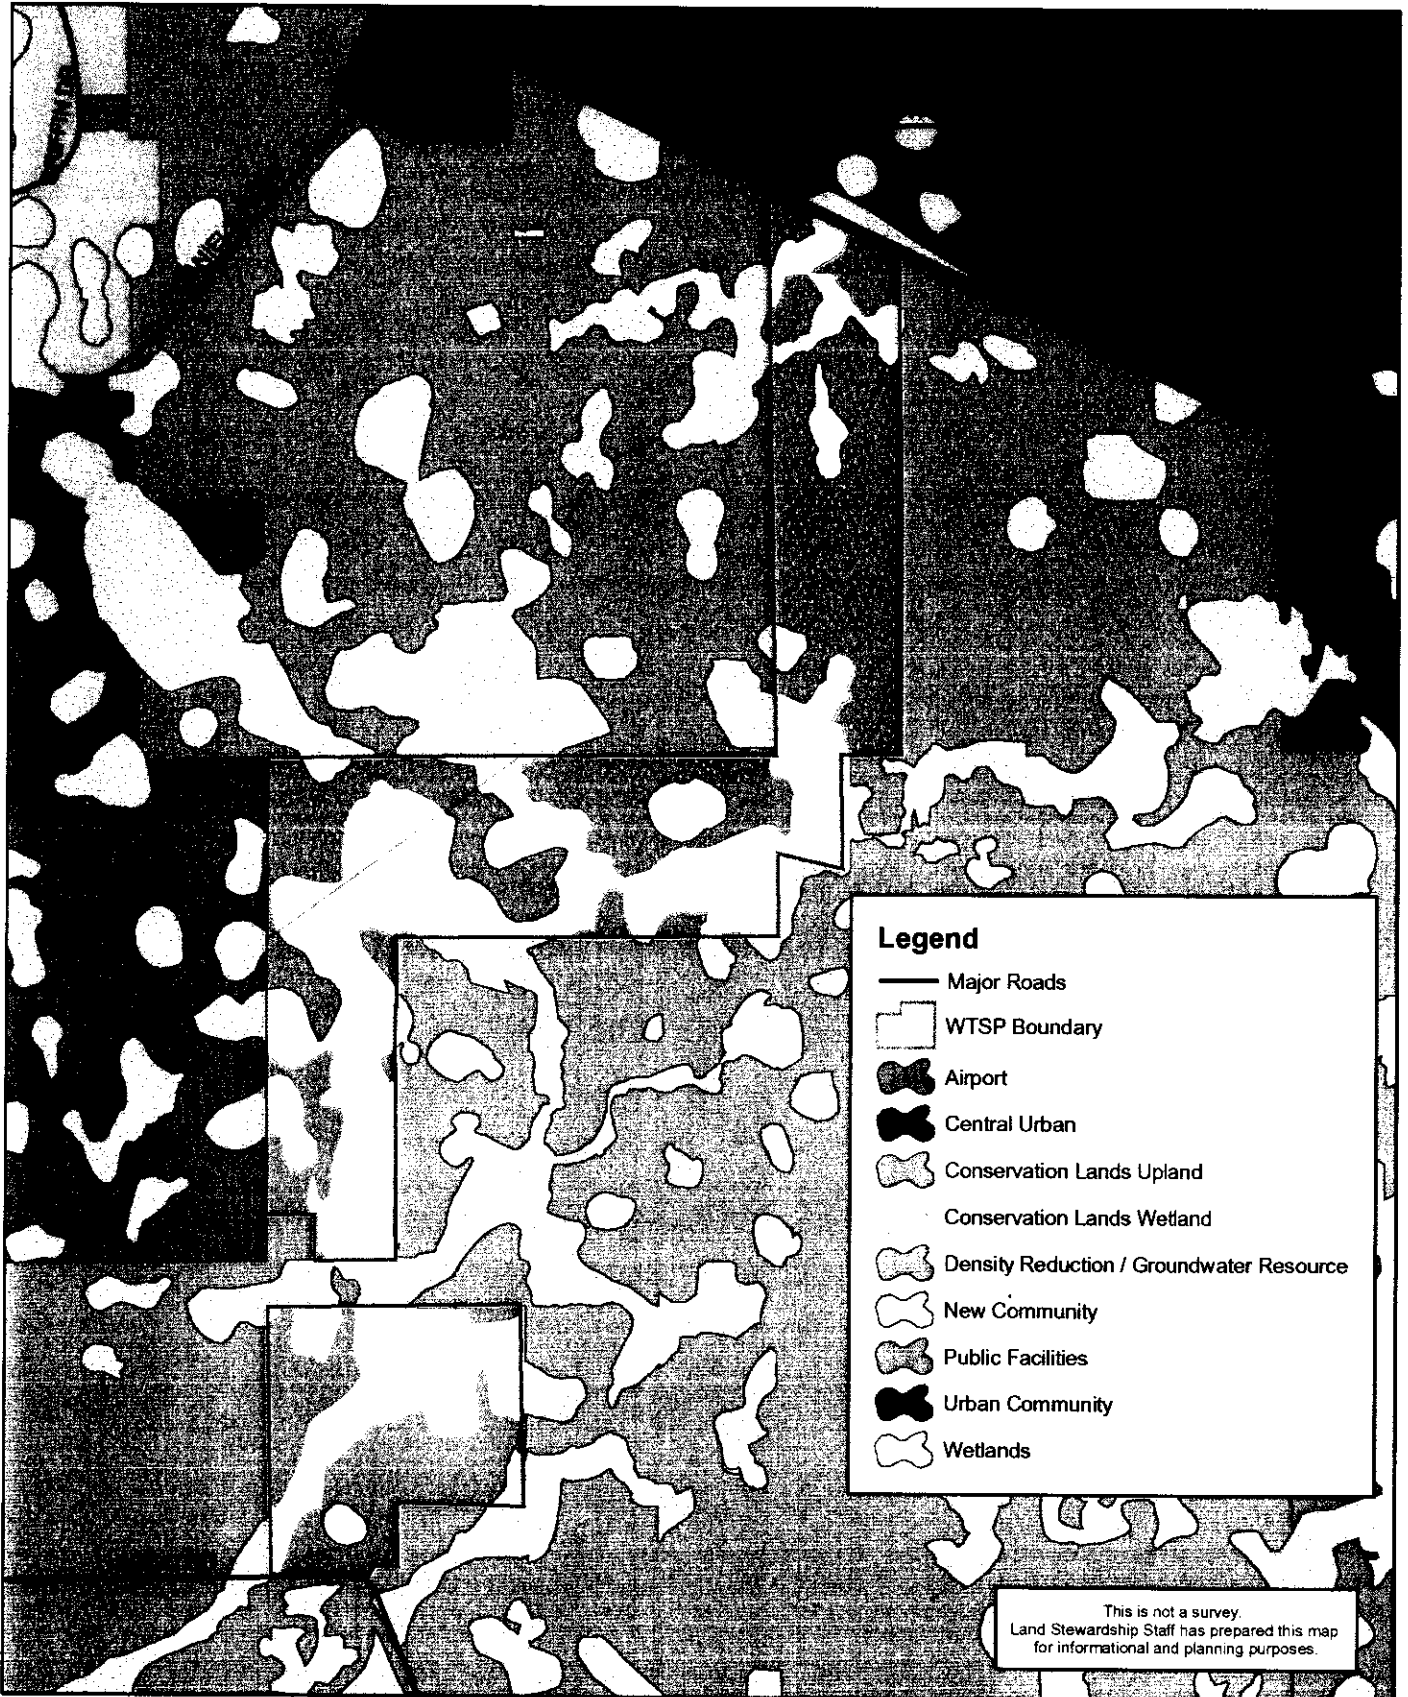 Legend
Major Roads
WTSP Boundary
Airport
Central Urban
Conservation Lands Upland
Conservation Lands Wetland
Density Reduction / Groundwater Resource
New Community
Public Facilities
Urban Community
Wetlands
This is not a survey.
Land Stewardship Staff has prepared this map
for informational and planning purposes.